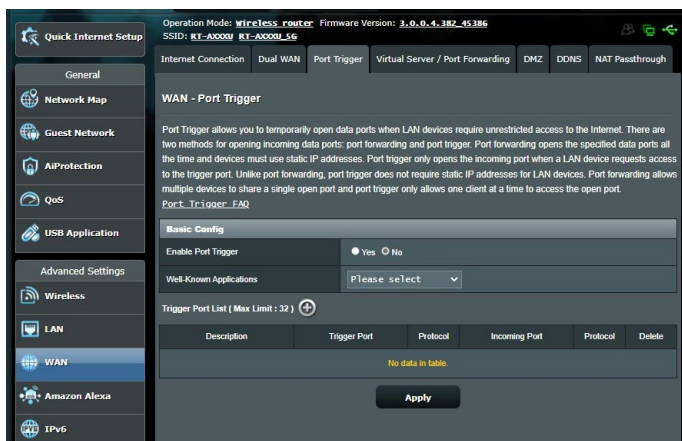 Quick Internet Setup
General
Network Map
Guest Network
AiProtection
QoS
USB Application
Advanced Settings
Wireless
LAN
WAN
Amazon Alexa
IPv6
Operation Mode: Wireless router Firmware Version: 3.0.0.4.382_45386
SSID: RT-AXXXU RT-AXXXU_5G
Internet Connection Dual WAN Port Trigger Virtual Server / Port Forwarding DMZ DDNS NAT Passthrough
WAN - Port Trigger
Port Trigger allows you to temporarily open data ports when LAN devices require unrestricted access to the Internet. There are
two methods for opening incoming data ports: port forwarding and port trigger. Port forwarding opens the specified data ports all
the time and devices must use static IP addresses. Port trigger only opens the incoming port when a LAN device requests access
to the trigger port. Unlike port forwarding, port trigger does not require static IP addresses for LAN devices. Port forwarding allows
multiple devices to share a single open port and port trigger only allows one client at a time to access the open port.
Port Trigger FAQ
Basic Config
Enable Port Trigger Yes No
Well-Known Applications Please select
Trigger Port List ( Max Limit : 32 )
Description Trigger Port Protocol Incoming Port Protocol Delete
No data in table.
Apply